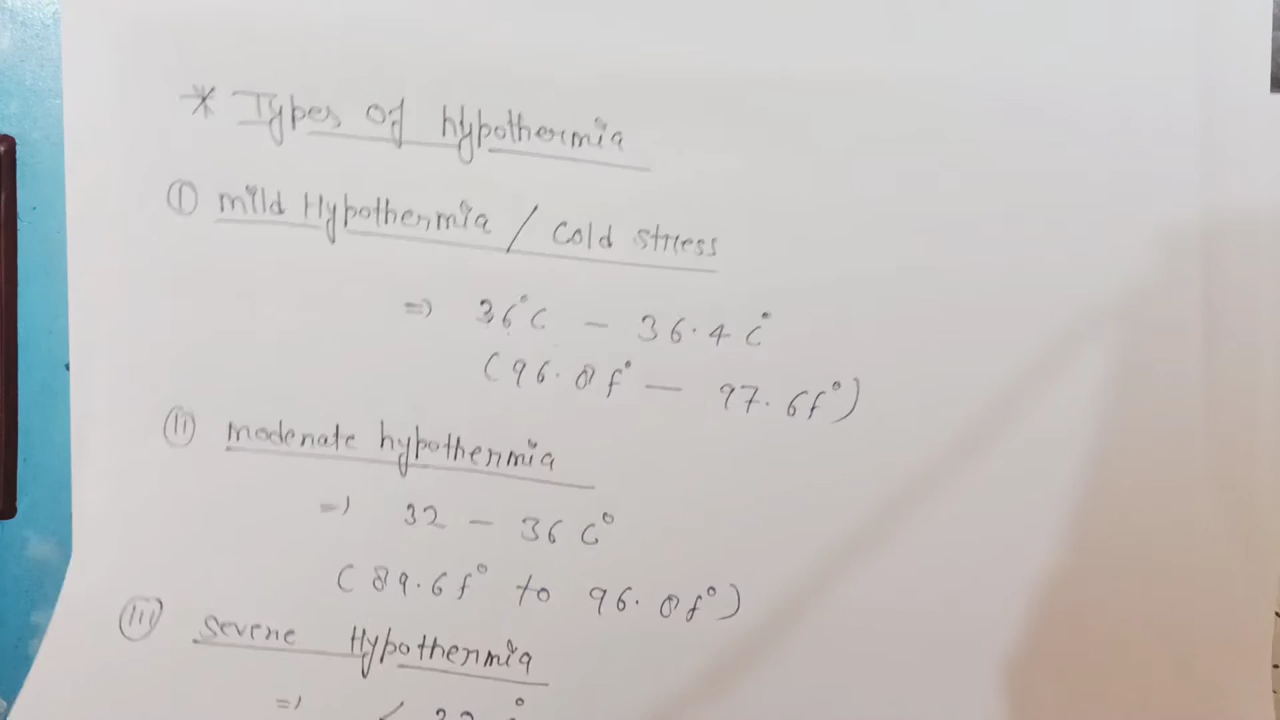 * Types of hypothermia
(I) mild Hypothermia / Cold stress
⇒ 36°C - 36.4 C°
(96.8f° - 97.6f°)
(II) moderate hypothermia
⇒ 32 - 36 C°
(89.6f° to 96.8f°)
(III) severe Hypothermia
⇒ <